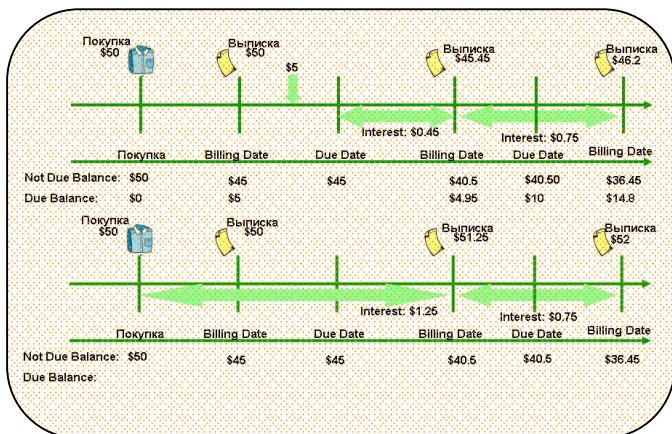 Покупка
$50
Выписка
$50
$5
Выписка
$45.45
Выписка
$46.2
Interest: $0.45
Interest: $0.75
Покупка Billing Date Due Date Billing Date Due Date Billing Date
Not Due Balance: $50 $45 $45 $40.5 $40.50 $36.45
Due Balance: $0 $5 $4.95 $10 $14.8
Покупка
$50
Выписка
$50
Выписка
$51.25
Выписка
$52
Interest: $1.25
Interest: $0.75
Покупка Billing Date Due Date Billing Date Due Date Billing Date
Not Due Balance: $50 $45 $45 $40.5 $40.5 $36.45
Due Balance: